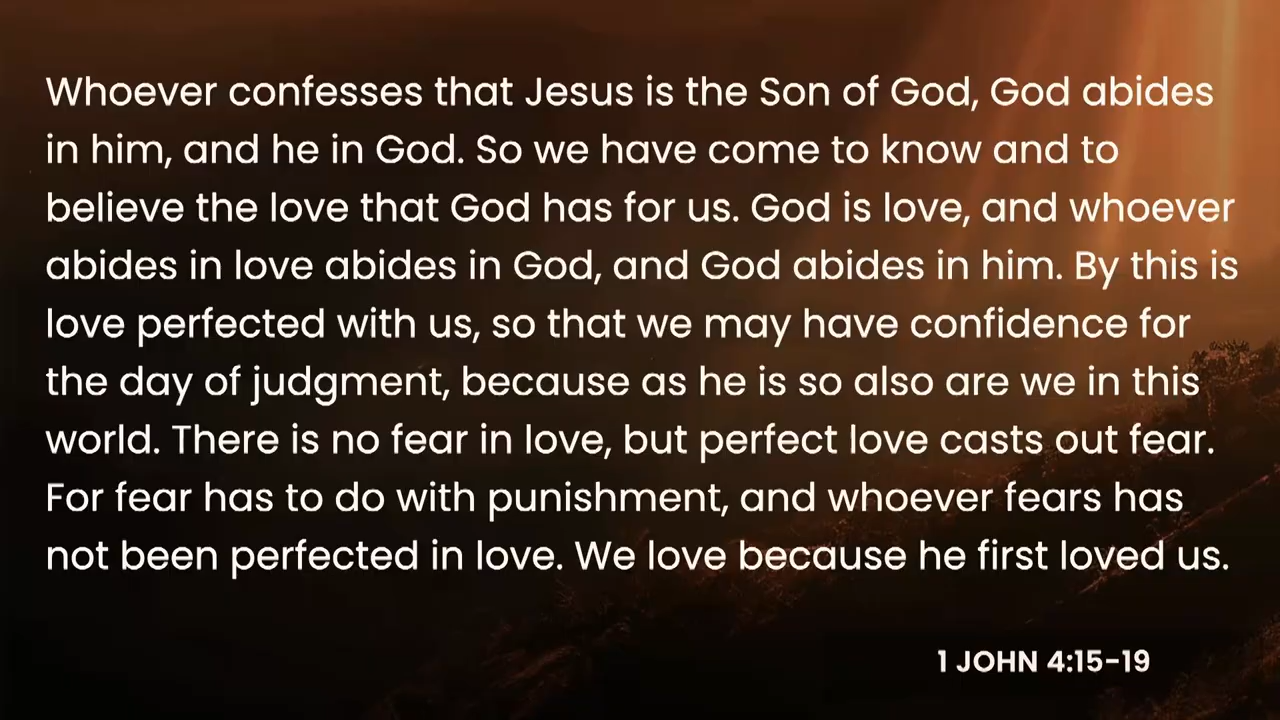 Whoever confesses that Jesus is the Son of God, God abides
in him, and he in God. So we have come to know and to
believe the love that God has for us. God is love, and whoever
abides in love abides in God, and God abides in him. By this is
love perfected with us, so that we may have confidence for
the day of judgment, because as he is so also are we in this
world. There is no fear in love, but perfect love casts out fear.
For fear has to do with punishment, and whoever fears has
not been perfected in love. We love because he first loved us.
1 JOHN 4:15-19